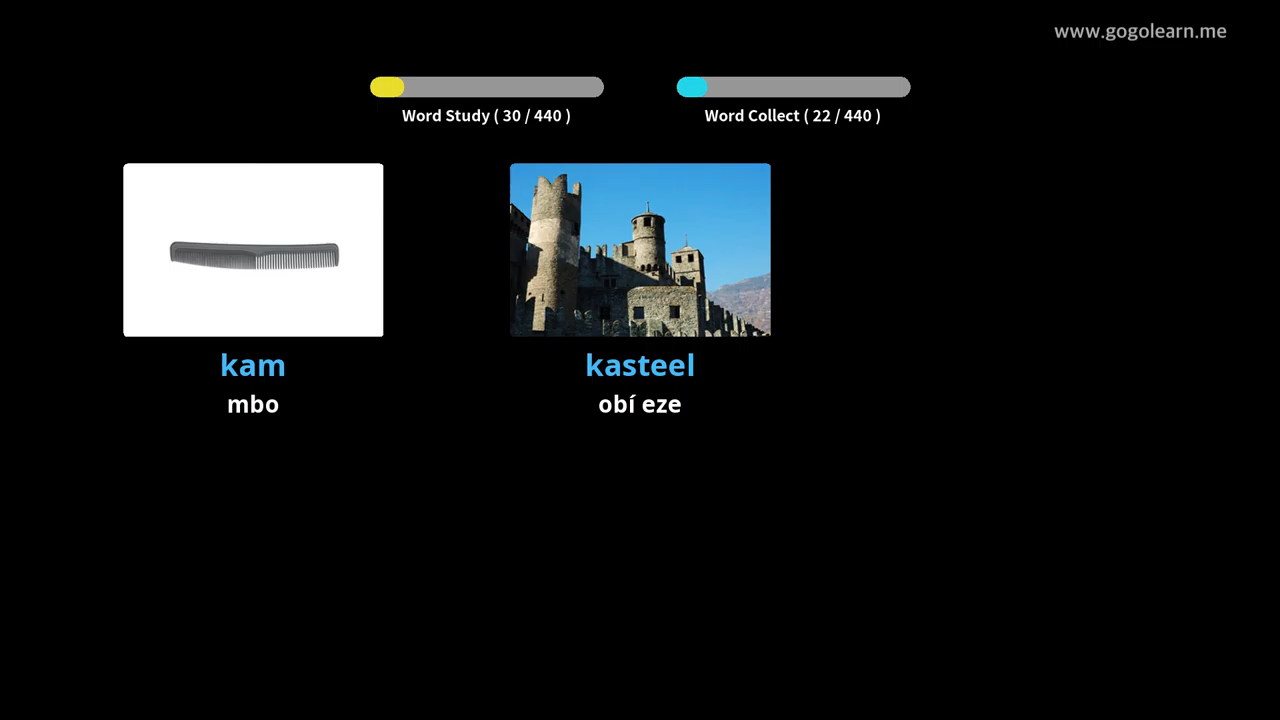 www.gogolearn.me
Word Study ( 30 / 440 )
Word Collect ( 22 / 440 )
kam
mbo
kasteel
obí eze